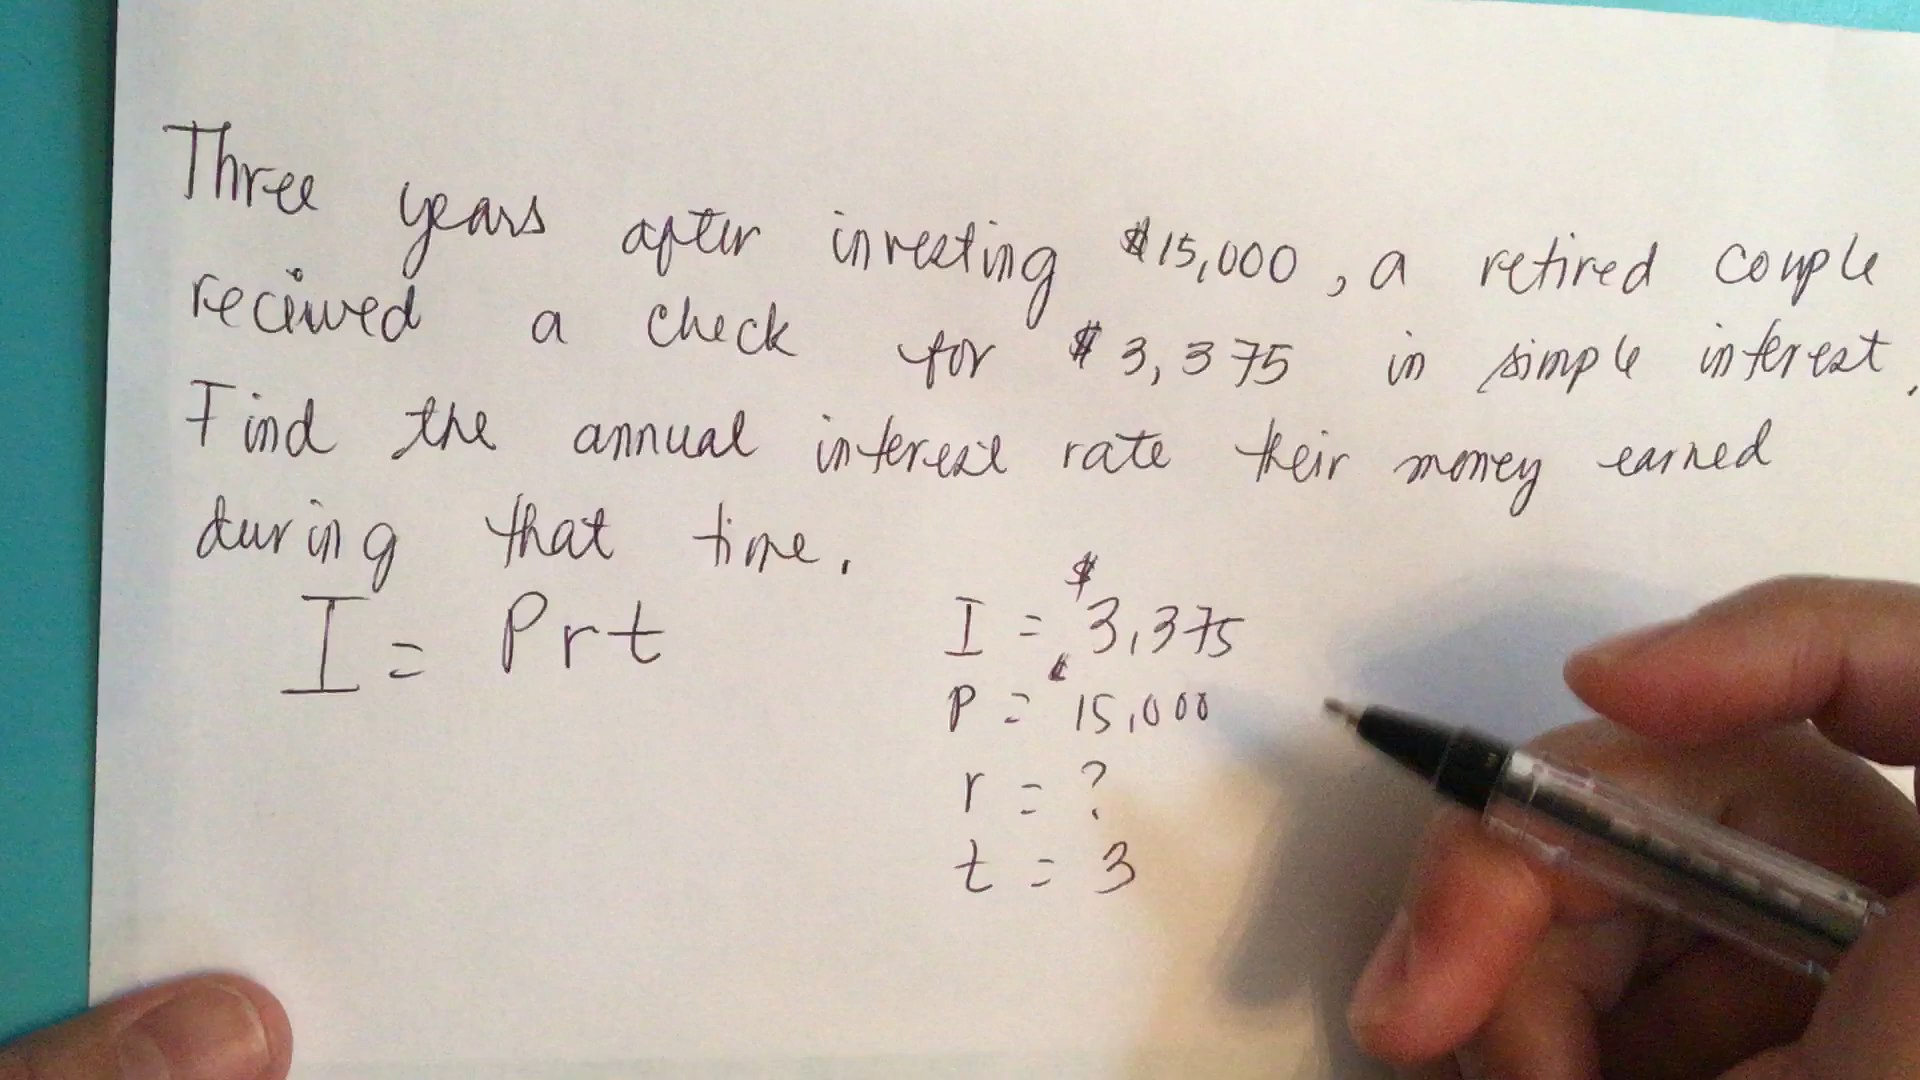 Three years after investing $15,000, a retired couple
recieved a check for $3,375 in simple interest.
Find the annual interest rate their money earned
during that time.
I = Prt
I = $3,375
P = $15,000
r = ?
t = 3